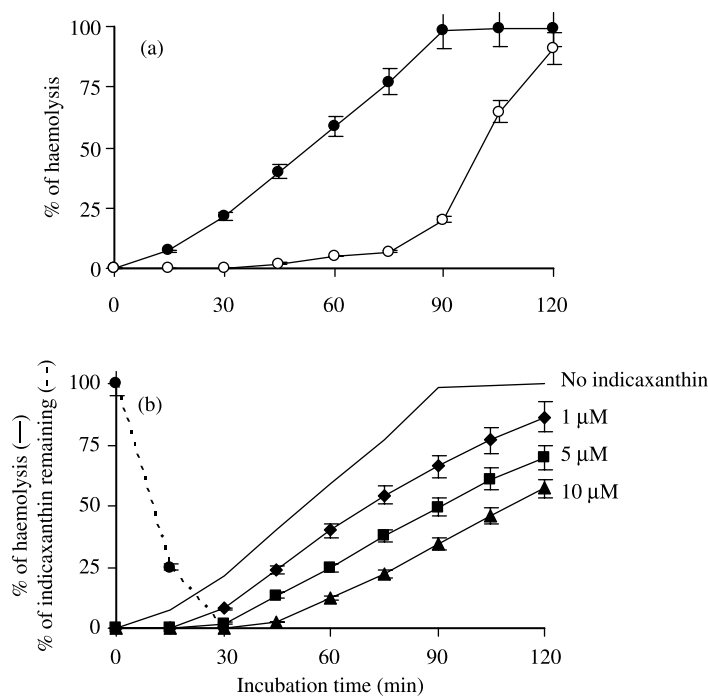 100
(a)
75
50
25
0
% of haemolysis
0 30 60 90 120
% of haemolysis (—)
% of indicaxanthin remaining (- -)
100
(b)
75
50
25
0
No indicaxanthin
1 µM
5 µM
10 µM
0 30 60 90 120
Incubation time (min)